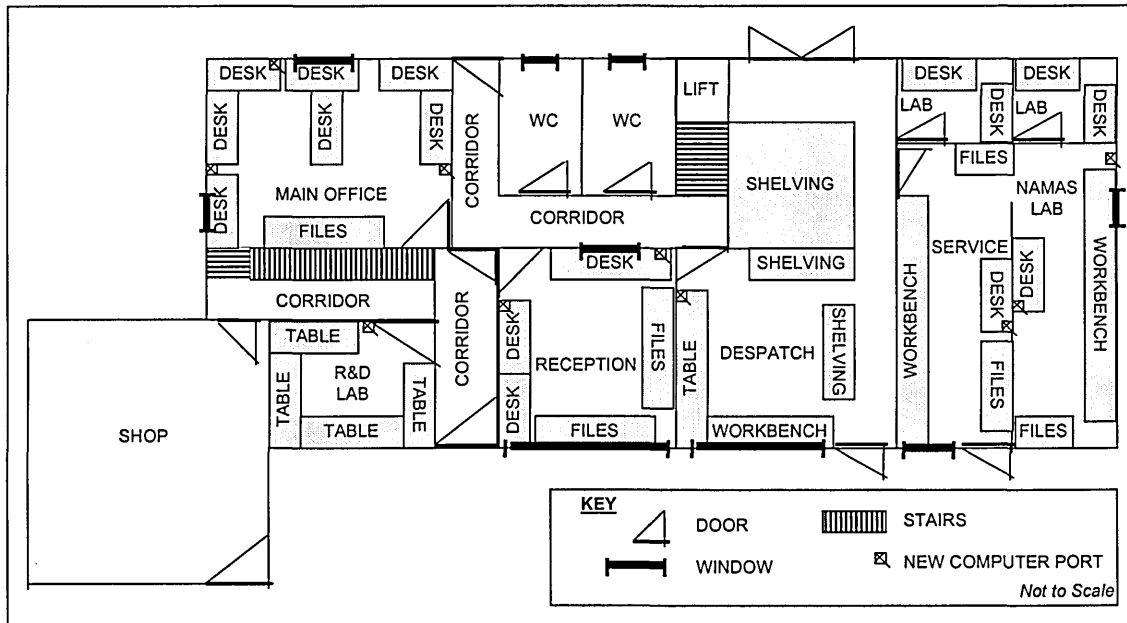 DESK
DESK
DESK
DESK
DESK
DESK
DESK
MAIN OFFICE
FILES
CORRIDOR
WC
WC
LIFT
CORRIDOR
SHELVING
SHELVING
DESK
DESK
LAB
DESK
LAB
DESK
FILES
NAMAS
LAB
SERVICE
WORKBENCH
WORKBENCH
DESK
DESK
FILES
FILES
CORRIDOR
CORRIDOR
DESK
DESK
DESK
RECEPTION
FILES
FILES
TABLE
DESPATCH
SHELVING
WORKBENCH
TABLE
R&D
LAB
TABLE
TABLE
TABLE
SHOP
KEY
DOOR
STAIRS
WINDOW
NEW COMPUTER PORT
Not to Scale